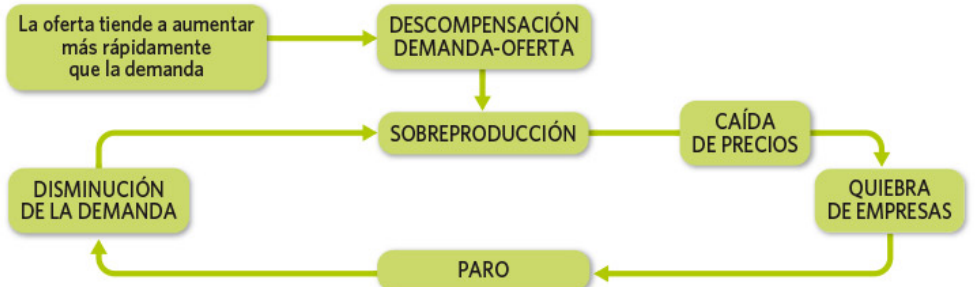 La oferta tiende a aumentar
más rápidamente
que la demanda
DESCOMPENSACIÓN
DEMANDA-OFERTA
SOBREPRODUCCIÓN
CAÍDA
DE PRECIOS
QUIEBRA
DE EMPRESAS
PARO
DISMINUCIÓN
DE LA DEMANDA